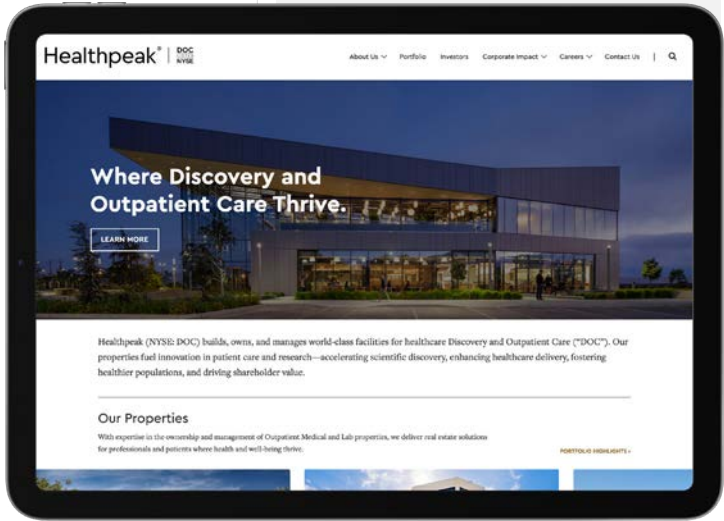 Healthpeak® | DOC
NYSE
About Us
Portfolio
Investors
Corporate Impact
Careers
Contact Us
Where Discovery and
Outpatient Care Thrive.
LEARN MORE
Healthpeak (NYSE: DOC) builds, owns, and manages world-class facilities for healthcare Discovery and Outpatient Care (“DOC”). Our
properties fuel innovation in patient care and research—accelerating scientific discovery, enhancing healthcare delivery, fostering
healthier populations, and driving shareholder value.
Our Properties
With expertise in the ownership and management of Outpatient Medical and Lab properties, we deliver real estate solutions
for professionals and patients where health and well-being thrive.
PORTFOLIO HIGHLIGHTS ›